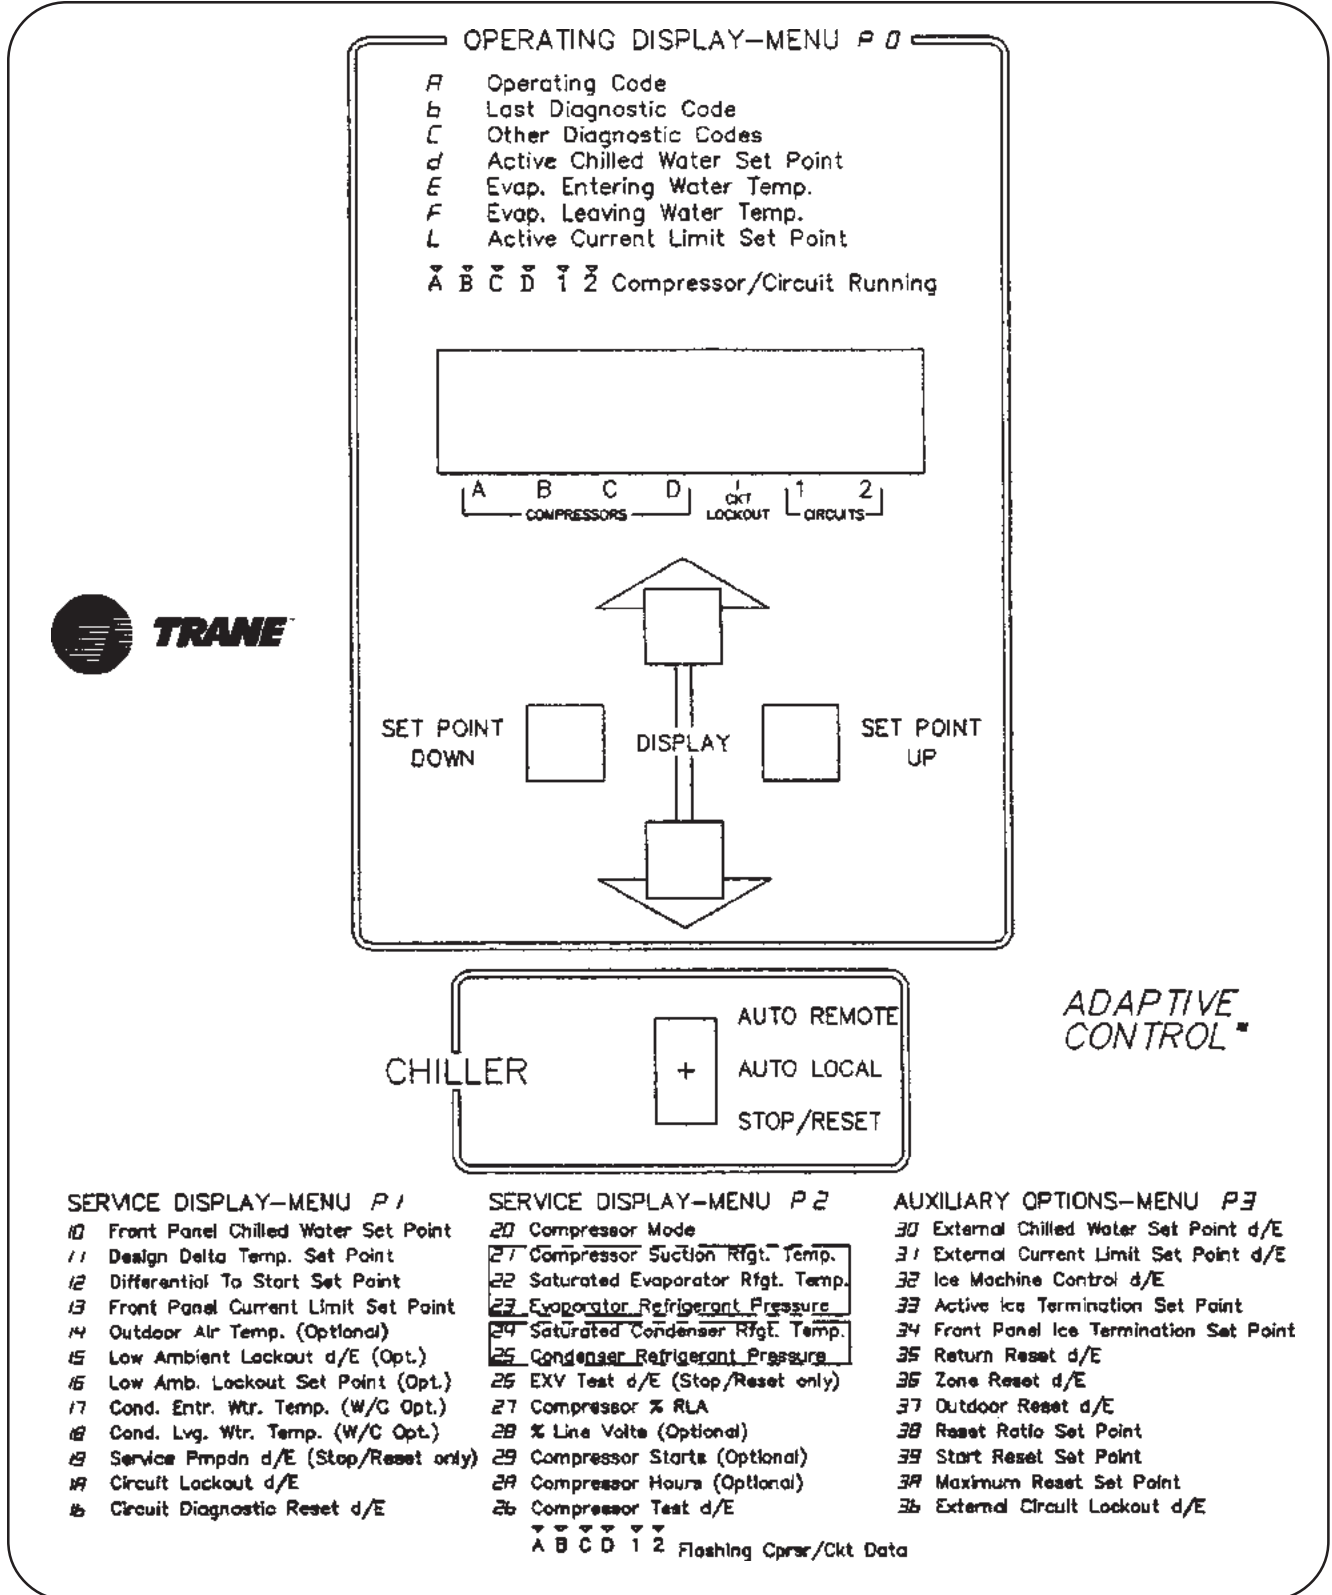 OPERATING DISPLAY-MENU P 0
A Operating Code
b Last Diagnostic Code
C Other Diagnostic Codes
d Active Chilled Water Set Point
E Evap. Entering Water Temp.
F Evap. Leaving Water Temp.
L Active Current Limit Set Point
A B C D 1 2 Compressor/Circuit Running
A B C D 1 2
COMPRESSORS CKT LOCKOUT CIRCUITS
TRANE™
SET POINT DOWN
DISPLAY
SET POINT UP
CHILLER
AUTO REMOTE
AUTO LOCAL
STOP/RESET
ADAPTIVE
CONTROL
SERVICE DISPLAY-MENU P 1
10 Front Panel Chilled Water Set Point
11 Design Delta Temp. Set Point
12 Differential To Start Set Point
13 Front Panel Current Limit Set Point
14 Outdoor Air Temp. (Optional)
15 Low Ambient Lockout d/E (Opt.)
16 Low Amb. Lockout Set Point (Opt.)
17 Cond. Entr. Wtr. Temp. (W/C Opt.)
18 Cond. Lvg. Wtr. Temp. (W/C Opt.)
19 Service Pmpdn d/E (Stop/Reset only)
1A Circuit Lockout d/E
1b Circuit Diagnostic Reset d/E
SERVICE DISPLAY-MENU P 2
20 Compressor Mode
21 Compressor Suction Rfgt. Temp.
22 Saturated Evaporator Rfgt. Temp.
23 Evaporator Refrigerant Pressure
24 Saturated Condenser Rfgt. Temp.
25 Condenser Refrigerant Pressure
26 EXV Test d/E (Stop/Reset only)
27 Compressor % RLA
28 % Line Volts (Optional)
29 Compressor Starts (Optional)
2A Compressor Hours (Optional)
2b Compressor Test d/E
A B C D 1 2 Flashing Cprsr/Ckt Data
AUXILIARY OPTIONS-MENU P3
30 External Chilled Water Set Point d/E
31 External Current Limit Set Point d/E
32 Ice Machine Control d/E
33 Active Ice Termination Set Point
34 Front Panel Ice Termination Set Point
35 Return Reset d/E
36 Zone Reset d/E
37 Outdoor Reset d/E
38 Reset Ratio Set Point
39 Start Reset Set Point
3A Maximum Reset Set Point
3b External Circuit Lockout d/E